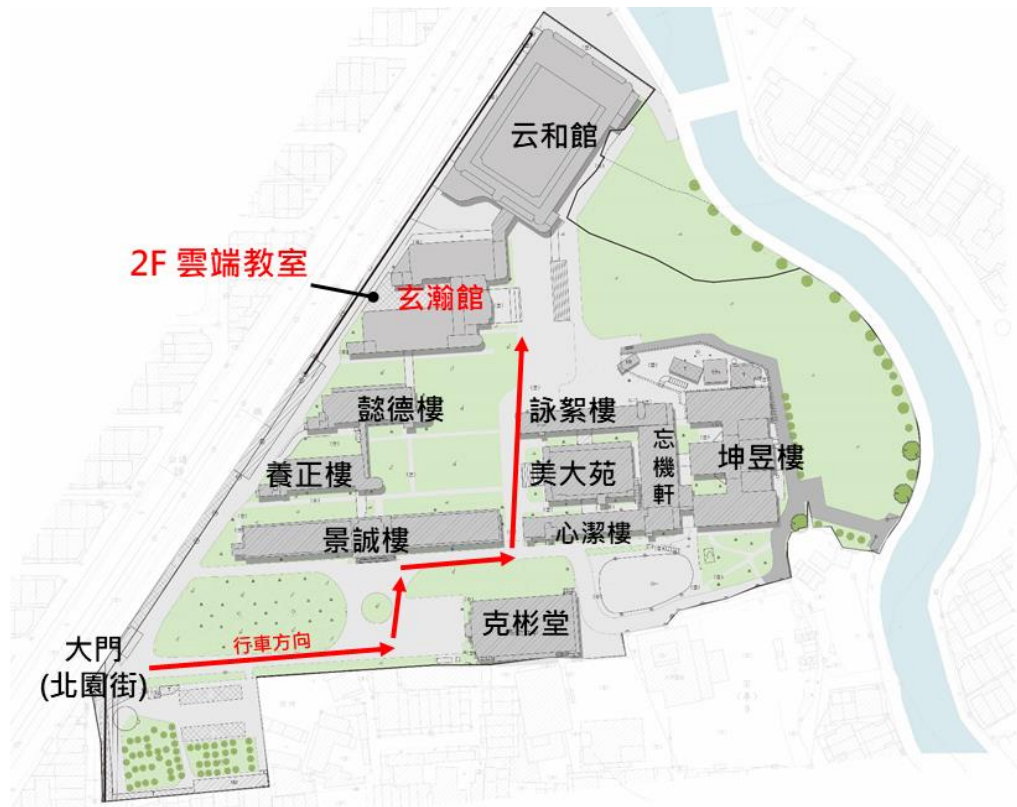 云和館
2F 雲端教室
玄瀚館
懿德樓
詠絮樓
忘機軒
坤昱樓
養正樓
美大苑
景誠樓
心潔樓
克彬堂
行車方向
大門
(北園街)